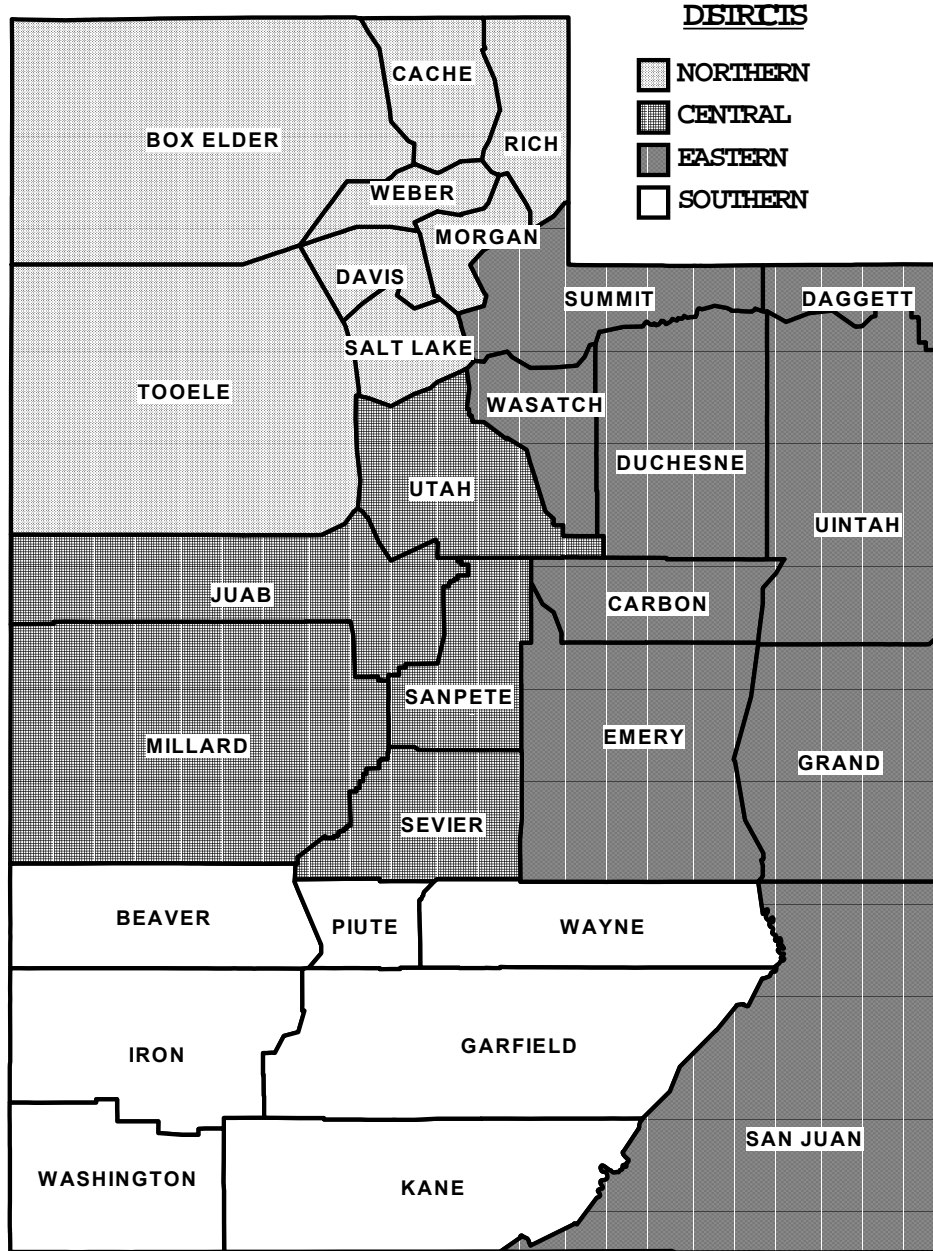 DISTRICTS
NORTHERN
CENTRAL
EASTERN
SOUTHERN
CACHE
BOX ELDER
RICH
WEBER
MORGAN
DAVIS
SUMMIT
DAGGETT
SALT LAKE
TOOELE
WASATCH
DUCHESNE
UTAH
UINTAH
JUAB
CARBON
SANPETE
MILLARD
EMERY
GRAND
SEVIER
BEAVER
PIUTE
WAYNE
IRON
GARFIELD
SAN JUAN
WASHINGTON
KANE